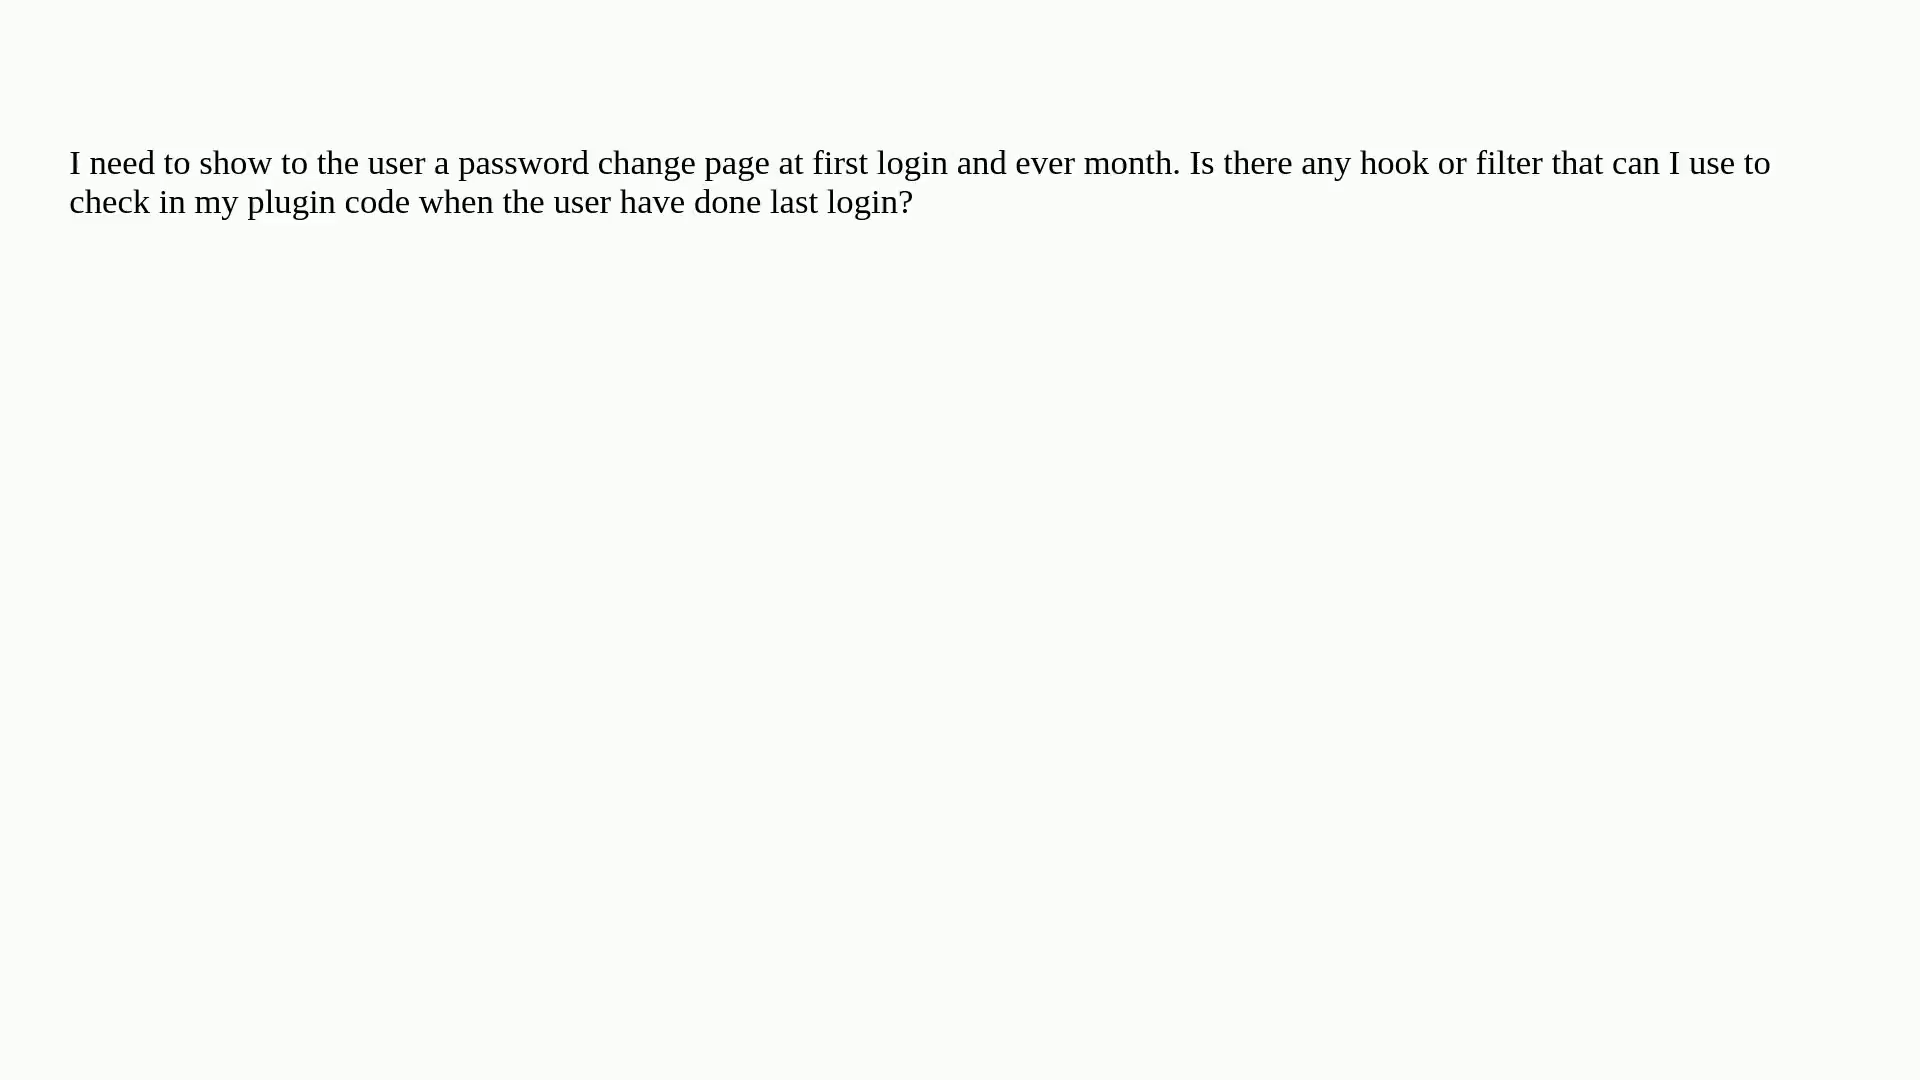 I need to show to the user a password change page at first login and ever month. Is there any hook or filter that can I use to
check in my plugin code when the user have done last login?